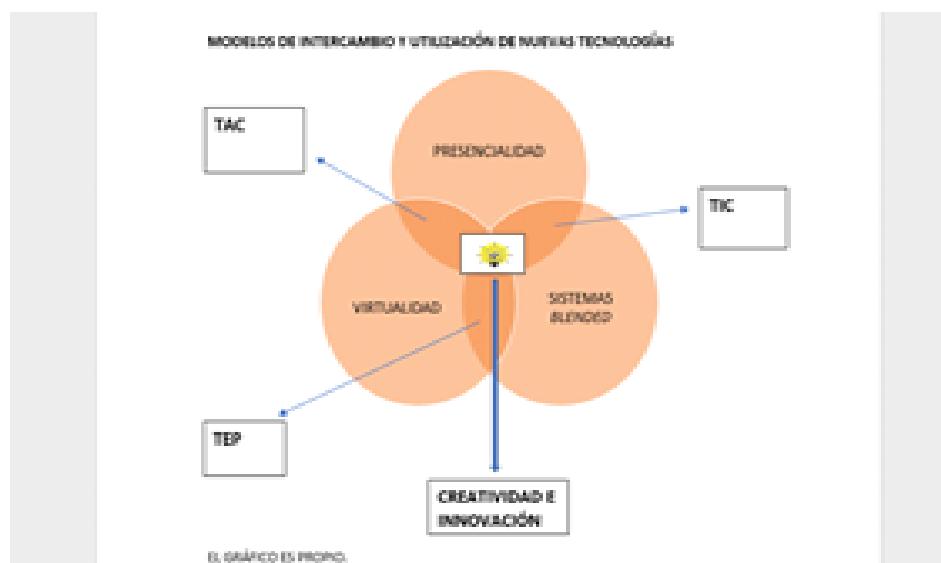 MODELOS DE INTERCAMBIO Y UTILIZACIÓN DE NUEVAS TECNOLOGÍAS
TAC
PRESENCIALIDAD
TIC
VIRTUALIDAD
SISTEMAS
BLENDED
TEP
CREATIVIDAD E
INNOVACIÓN
EL GRÁFICO ES PROPIO.